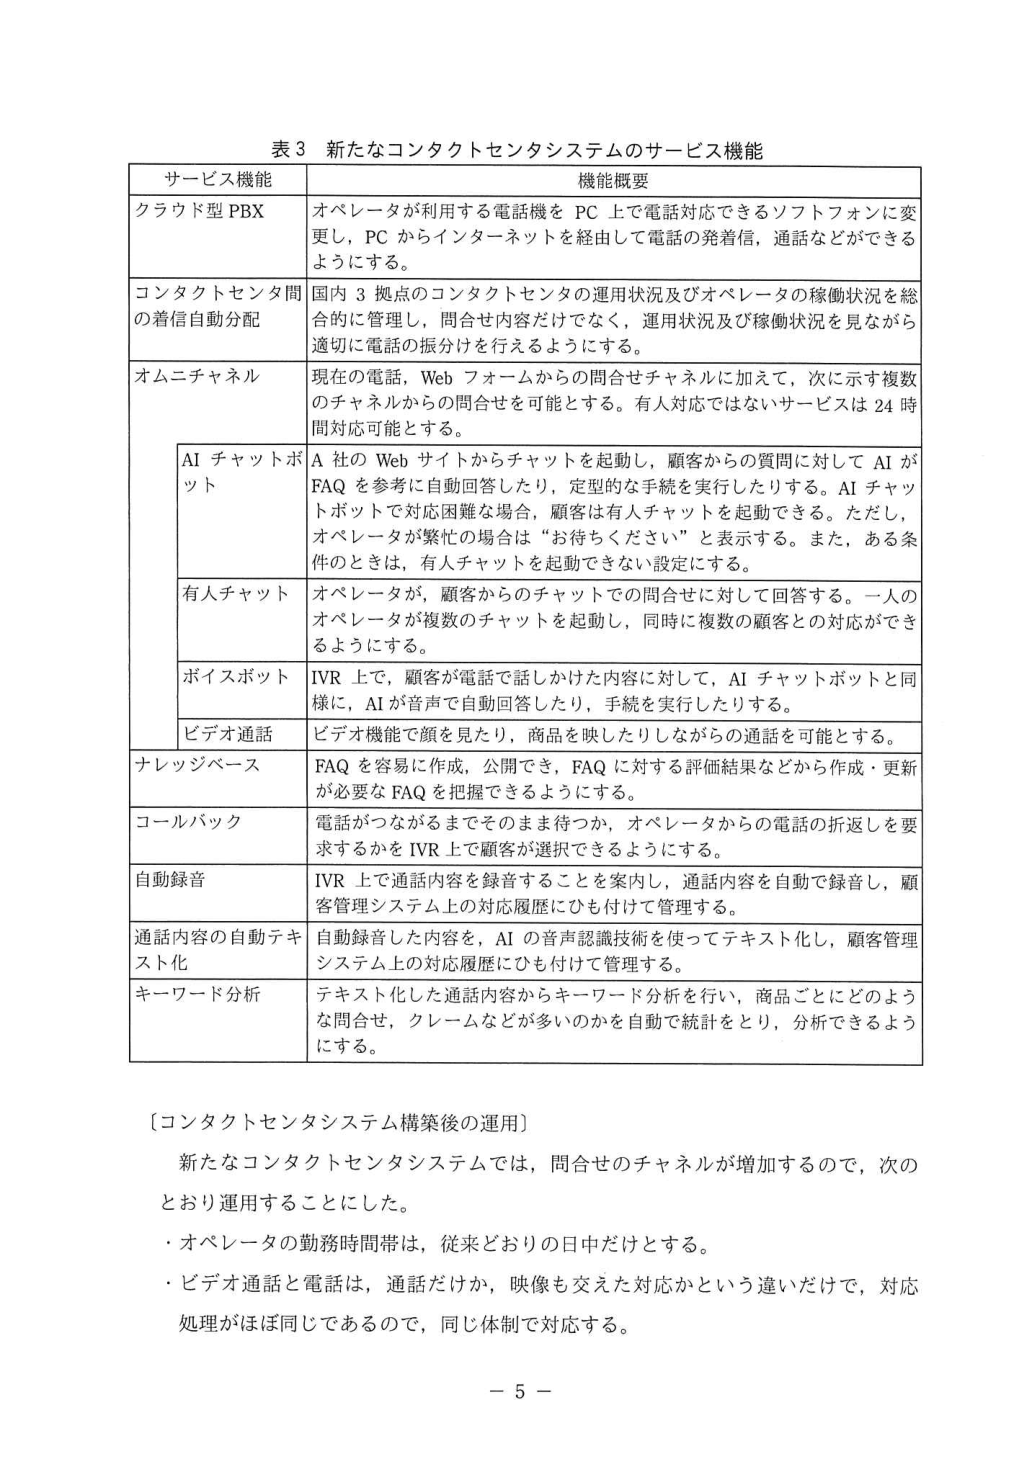 表3 新たなコンタクトセンタシステムのサービス機能
サービス機能
機能概要
クラウド型 PBX
オペレータが利用する電話機を PC 上で電話対応できるソフトフォンに変
更し，PC からインターネットを経由して電話の発着信，通話などができる
ようにする。
コンタクトセンタ間
の着信自動分配
国内 3 拠点のコンタクトセンタの運用状況及びオペレータの稼働状況を総
合的に管理し，問合せ内容だけでなく，運用状況及び稼働状況を見ながら
適切に電話の振分けを行えるようにする。
オムニチャネル
現在の電話，Web フォームからの問合せチャネルに加えて，次に示す複数
のチャネルからの問合せを可能とする。有人対応ではないサービスは 24 時
間対応可能とする。
AI チャットボ
ット
A 社の Web サイトからチャットを起動し，顧客からの質問に対して AI が
FAQ を参考に自動回答したり，定型的な手続を実行したりする。AI チャッ
トボットで対応困難な場合，顧客は有人チャットを起動できる。ただし，
オペレータが繁忙の場合は“お待ちください”と表示する。また，ある条
件のときは，有人チャットを起動できない設定にする。
有人チャット
オペレータが，顧客からのチャットでの問合せに対して回答する。一人の
オペレータが複数のチャットを起動し，同時に複数の顧客との対応ができ
るようにする。
ボイスボット
IVR 上で，顧客が電話で話しかけた内容に対して，AI チャットボットと同
様に，AI が音声で自動回答したり，手続を実行したりする。
ビデオ通話
ビデオ機能で顔を見たり，商品を映したりしながらの通話を可能とする。
ナレッジベース
FAQ を容易に作成，公開でき，FAQ に対する評価結果などから作成・更新
が必要な FAQ を把握できるようにする。
コールバック
電話がつながるまでそのまま待つか，オペレータからの電話の折返しを要
求するかを IVR 上で顧客が選択できるようにする。
自動録音
IVR 上で通話内容を録音することを案内し，通話内容を自動で録音し，顧
客管理システム上の対応履歴にひも付けて管理する。
通話内容の自動テキ
スト化
自動録音した内容を，AI の音声認識技術を使ってテキスト化し，顧客管理
システム上の対応履歴にひも付けて管理する。
キーワード分析
テキスト化した通話内容からキーワード分析を行い，商品ごとにどのよう
な問合せ，クレームなどが多いのかを自動で統計をとり，分析できるよう
にする。
〔コンタクトセンタシステム構築後の運用〕
新たなコンタクトセンタシステムでは，問合せのチャネルが増加するので，次の
とおり運用することにした。
・オペレータの勤務時間帯は，従来どおりの日中だけとする。
・ビデオ通話と電話は，通話だけか，映像も交えた対応かという違いだけで，対応
処理がほぼ同じであるので，同じ体制で対応する。
－ 5 －